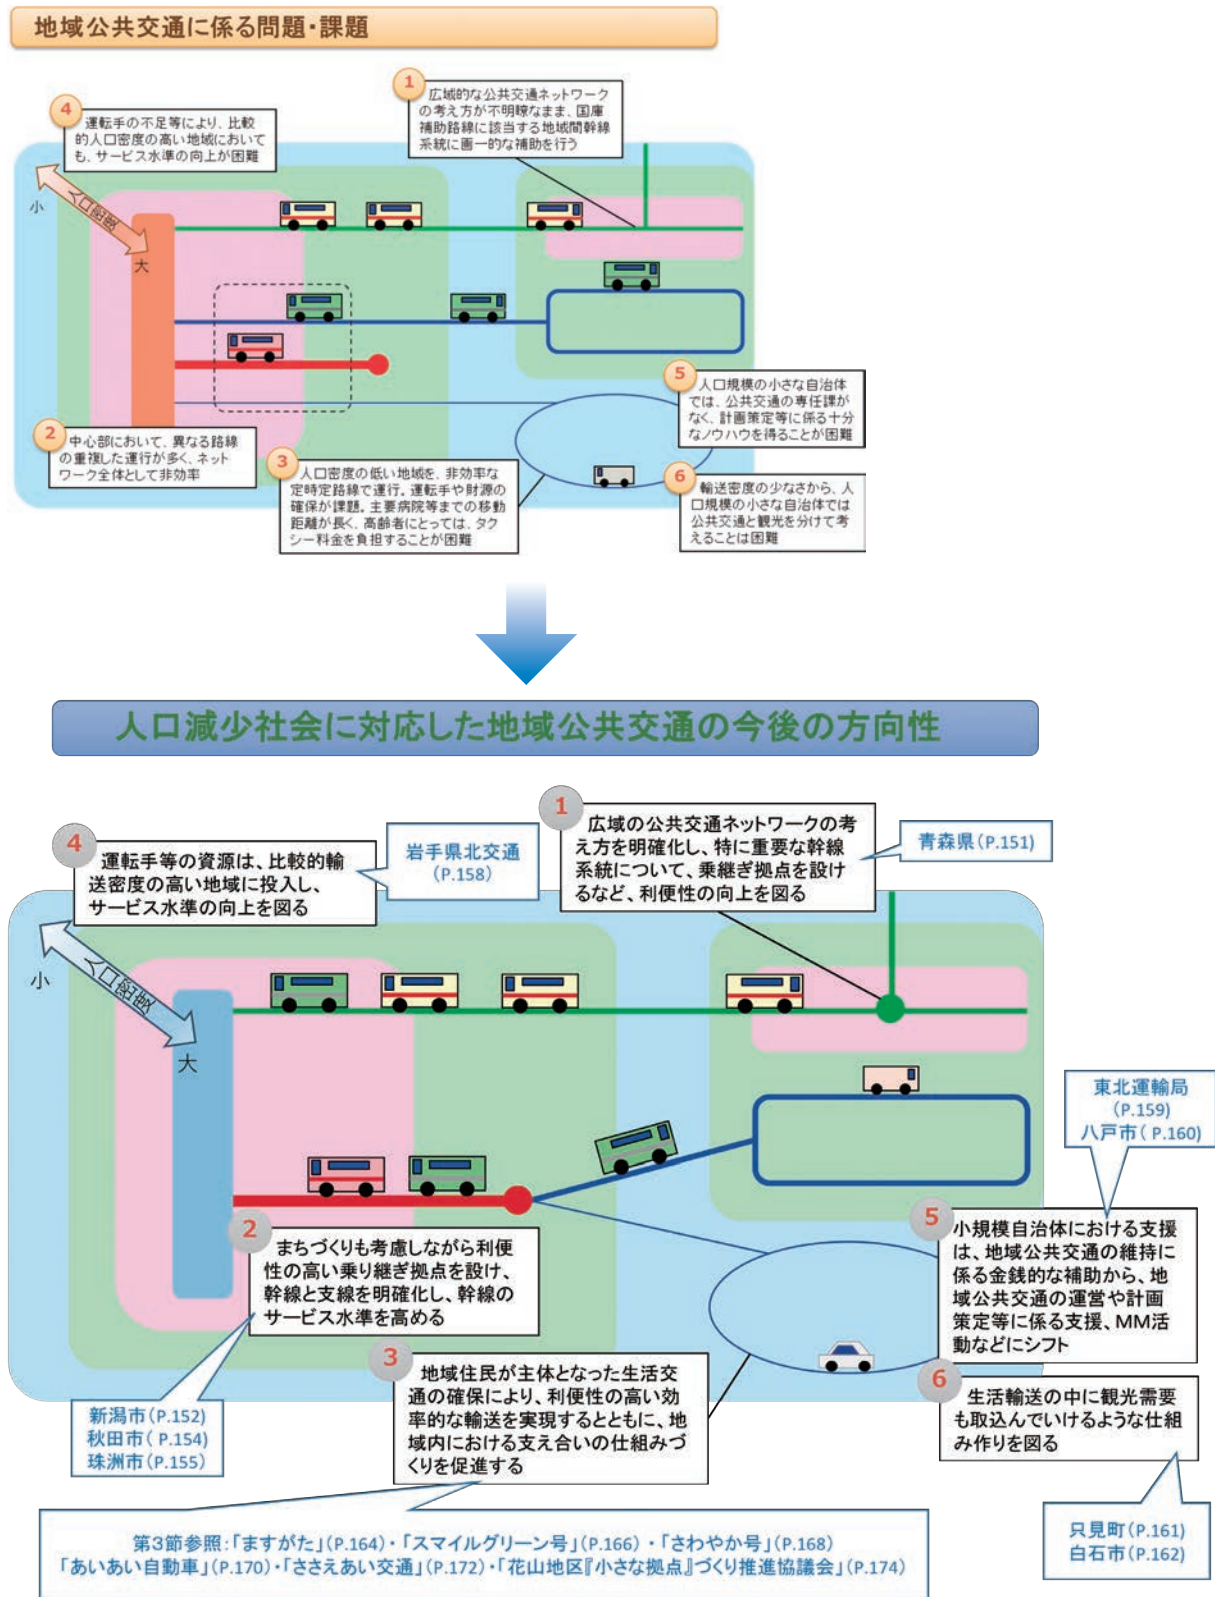 地域公共交通に係る問題・課題
1
広域的な公共交通ネットワーク
の考え方が不明瞭なまま、国庫
補助路線に該当する地域間幹線
系統に画一的な補助を行う
4
運転手の不足等により、比較
的人口密度の高い地域において
も、サービス水準の向上が困難
小
人口密度
大
5
人口規模の小さな自治体
では、公共交通の専任課が
なく、計画策定等に係る十分
なノウハウを得ることが困難
2
中心部において、異なる路線
の重複した運行が多く、ネット
ワーク全体として非効率
3
人口密度の低い地域を、非効率な
定時定路線で運行。運転手や財源の
確保が課題。主要病院等までの移動
距離が長く、高齢者にとっては、タク
シー料金を負担することが困難
6
輸送密度の少なさから、人
口規模の小さな自治体では
公共交通と観光を分けて考
えることは困難
人口減少社会に対応した地域公共交通の今後の方向性
1
広域の公共交通ネットワークの考
え方を明確化し、特に重要な幹線
系統について、乗継ぎ拠点を設け
るなど、利便性の向上を図る
青森県(P.151)
4
運転手等の資源は、比較的輸
送密度の高い地域に投入し、
サービス水準の向上を図る
岩手県北交通
(P.158)
小
人口密度
大
東北運輸局
(P.159)
八戸市( P.160)
2
まちづくりも考慮しながら利便
性の高い乗り継ぎ拠点を設け、
幹線と支線を明確化し、幹線の
サービス水準を高める
5
小規模自治体における支援
は、地域公共交通の維持に
係る金銭的な補助から、地
域公共交通の運営や計画
策定等に係る支援、MM活
動などにシフト
3
地域住民が主体となった生活交
通の確保により、利便性の高い効
率的な輸送を実現するとともに、地
域内における支え合いの仕組みづ
くりを促進する
6
生活輸送の中に観光需要
も取込んでいけるような仕組
み作りを図る
新潟市(P.152)
秋田市( P.154)
珠洲市(P.155)
第3節参照:「ますがた」(P.164)・「スマイルグリーン号」(P.166) ・「さわやか号」(P.168)
「あいあい自動車」(P.170)・「ささえあい交通」(P.172)・「花山地区『小さな拠点』づくり推進協議会」(P.174)
只見町(P.161)
白石市(P.162)